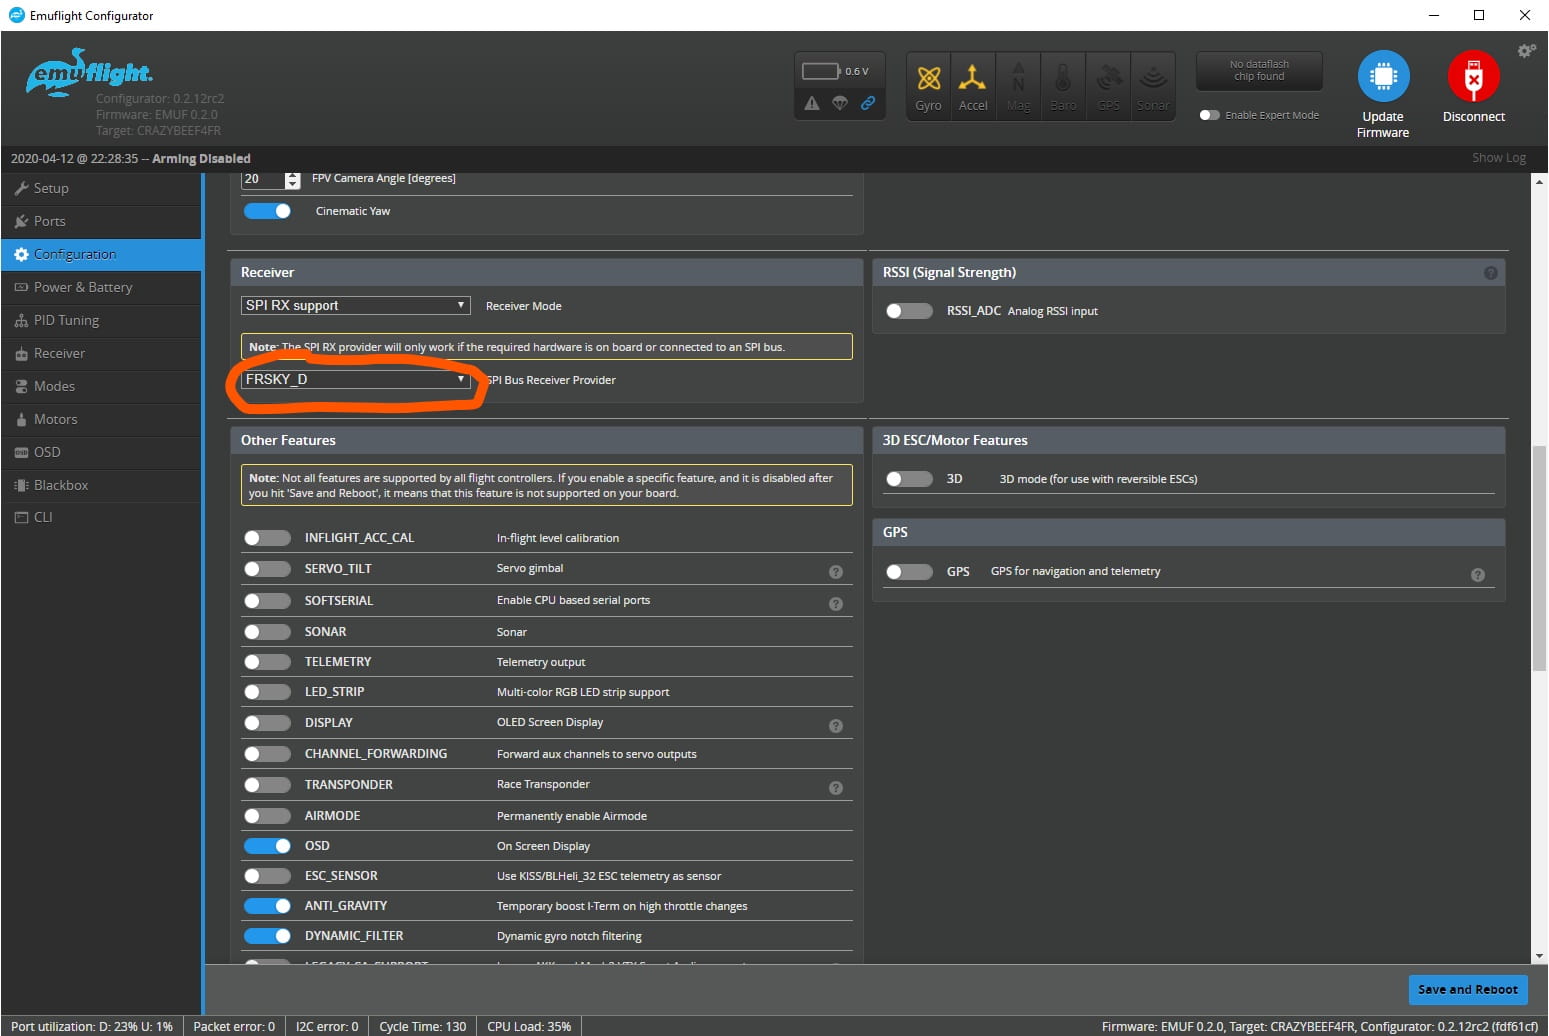 Emuflight Configurator
emuflight.
Configurator: 0.2.12rc2
Firmware: EMUF 0.2.0
Target: CRAZYBEEF4FR
0.6 V
Gyro
Accel
Mag
Baro
GPS
Sonar
No dataflash
chip found
Enable Expert Mode
Update
Firmware
Disconnect
2020-04-12 @ 22:28:35 -- Arming Disabled
Show Log
Setup
Ports
Configuration
Power & Battery
PID Tuning
Receiver
Modes
Motors
OSD
Blackbox
CLI
20 FPV Camera Angle [degrees]
Cinematic Yaw
Receiver
SPI RX support Receiver Mode
Note: The SPI RX provider will only work if the required hardware is on board or connected to an SPI bus.
FRSKY_D SPI Bus Receiver Provider
RSSI (Signal Strength)
RSSI_ADC Analog RSSI input
Other Features
Note: Not all features are supported by all flight controllers. If you enable a specific feature, and it is disabled after
you hit 'Save and Reboot', it means that this feature is not supported on your board.
INFLIGHT_ACC_CAL In-flight level calibration
SERVO_TILT Servo gimbal
SOFTSERIAL Enable CPU based serial ports
SONAR Sonar
TELEMETRY Telemetry output
LED_STRIP Multi-color RGB LED strip support
DISPLAY OLED Screen Display
CHANNEL_FORWARDING Forward aux channels to servo outputs
TRANSPONDER Race Transponder
AIRMODE Permanently enable Airmode
OSD On Screen Display
ESC_SENSOR Use KISS/BLHeli_32 ESC telemetry as sensor
ANTI_GRAVITY Temporary boost I-Term on high throttle changes
DYNAMIC_FILTER Dynamic gyro notch filtering
3D ESC/Motor Features
3D 3D mode (for use with reversible ESCs)
GPS
GPS GPS for navigation and telemetry
Save and Reboot
Port utilization: D: 23% U: 1%
Packet error: 0
I2C error: 0
Cycle Time: 130
CPU Load: 35%
Firmware: EMUF 0.2.0, Target: CRAZYBEEF4FR, Configurator: 0.2.12rc2 (fdf61cf)